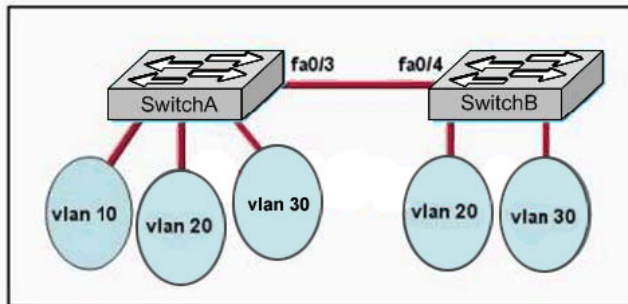 fa0/3
fa0/4
SwitchA
SwitchB
vlan 10
vlan 20
vlan 30
vlan 20
vlan 30